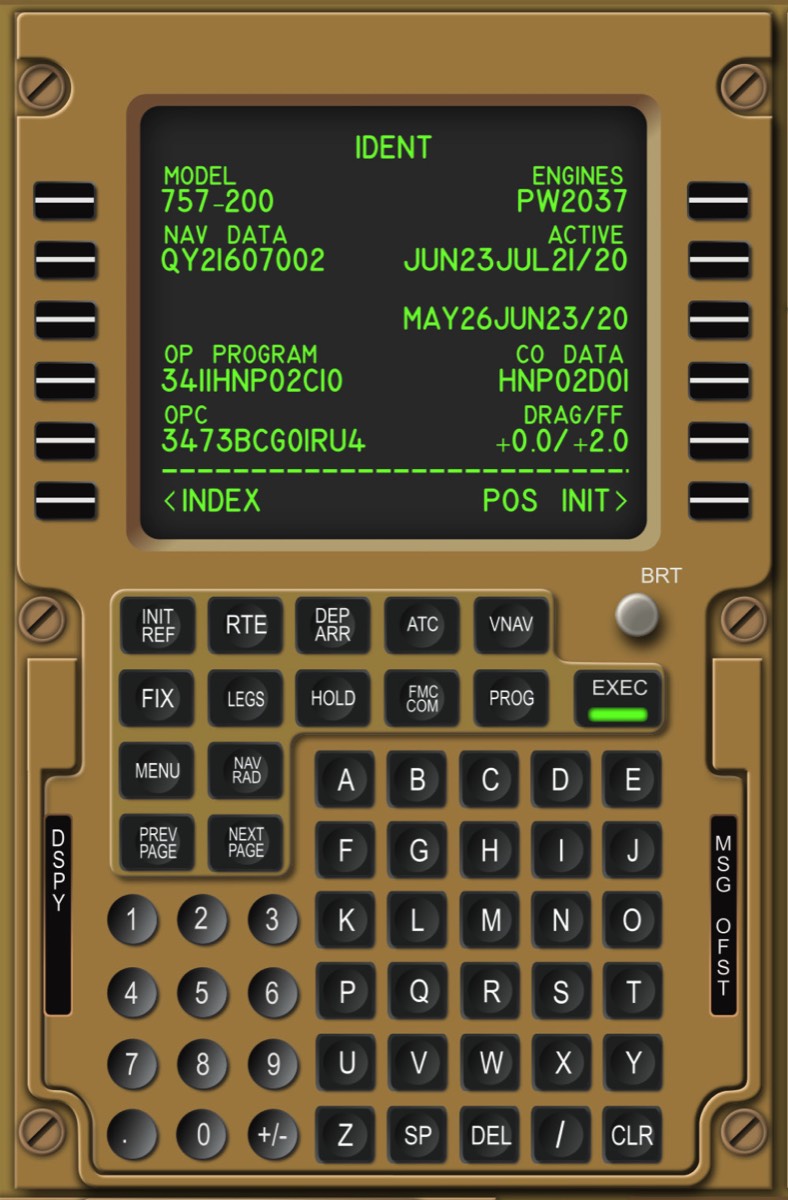 IDENT
MODEL ENGINES
757-200 PW2037
NAV DATA ACTIVE
QY21607002 JUN23JUL21/20
MAY26JUN23/20
OP PROGRAM CO DATA
3411HNP02C10 HNP02D01
OPC DRAG/FF
3473BCG01RU4 +0.0/+2.0
--------------------------
<INDEX POS INIT>
BRT
INIT REF RTE DEP ARR ATC VNAV
FIX LEGS HOLD FMC COM PROG EXEC
MENU NAV RAD
PREV PAGE NEXT PAGE
A B C D E
F G H I J
K L M N O
P Q R S T
U V W X Y
Z SP DEL / CLR
1 2 3
4 5 6
7 8 9
. 0 +/-
DSPY
MSG OFST